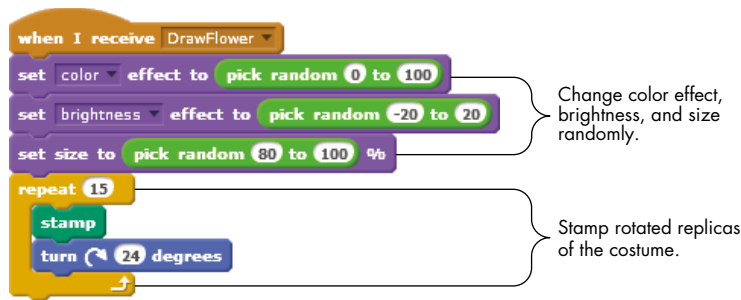 when I receive DrawFlower
set color effect to pick random 0 to 100
set brightness effect to pick random -20 to 20
set size to pick random 80 to 100 %
Change color effect,
brightness, and size
randomly.
repeat 15
stamp
turn 24 degrees
Stamp rotated replicas
of the costume.